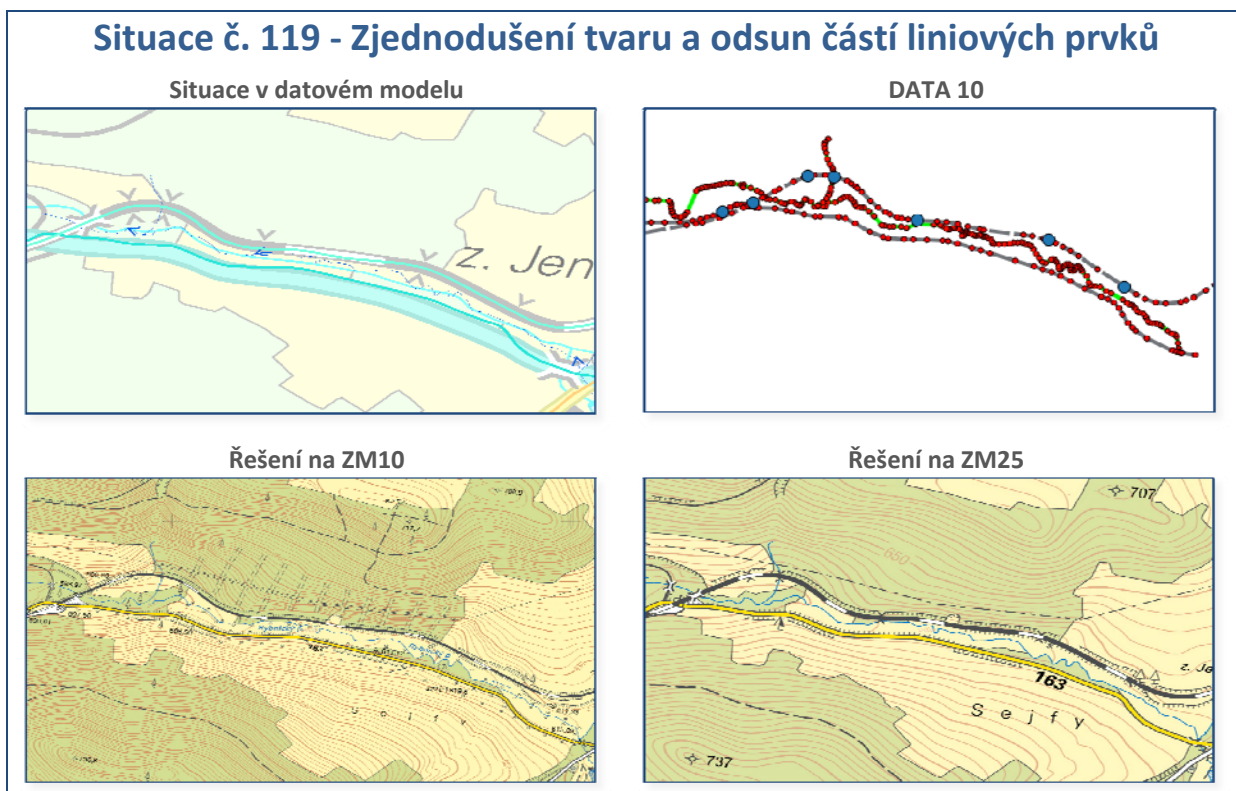 Situace č. 119 - Zjednodušení tvaru a odsun částí liniových prvků
Situace v datovém modelu
DATA 10
z. Jen
Řešení na ZM10
Řešení na ZM25
S e j f y
707
650
z. Je
163
S e j f y
737